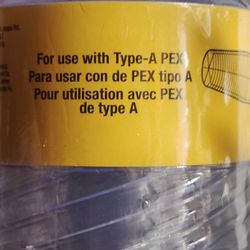 For use with Type-A PEX
Para usar con de PEX tipo A
Pour utilisation avec PEX
de type A